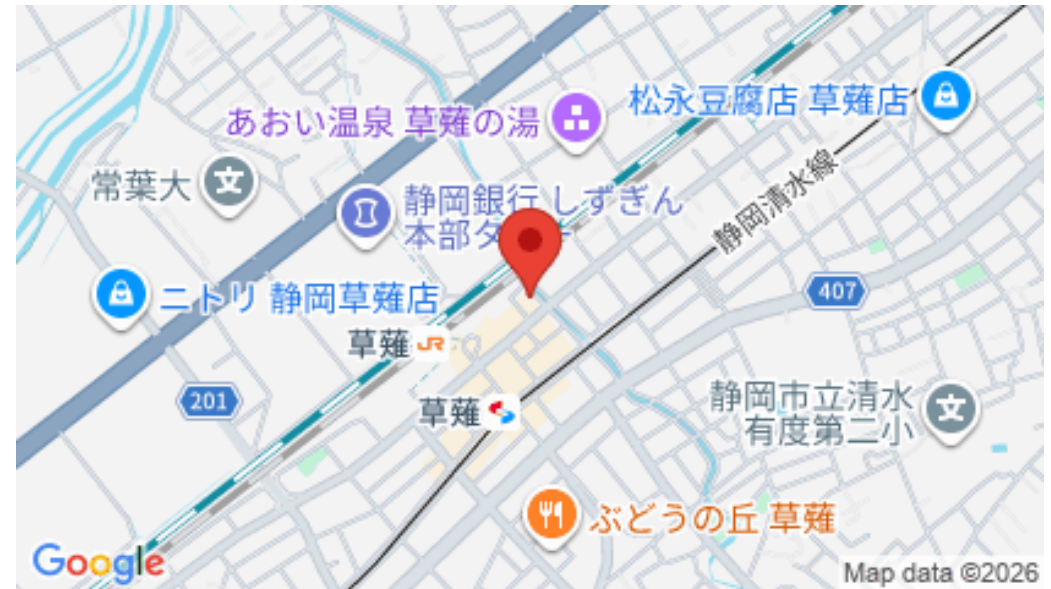 あおい温泉 草薙の湯
松永豆腐店 草薙店
常葉大
静岡銀行 しずぎん
本部タ
静岡清水線
ニトリ 静岡草薙店
407
草薙 JR
201
草薙
静岡市立清水
有度第二小
ぶどうの丘 草薙
Google
Map data ©2026